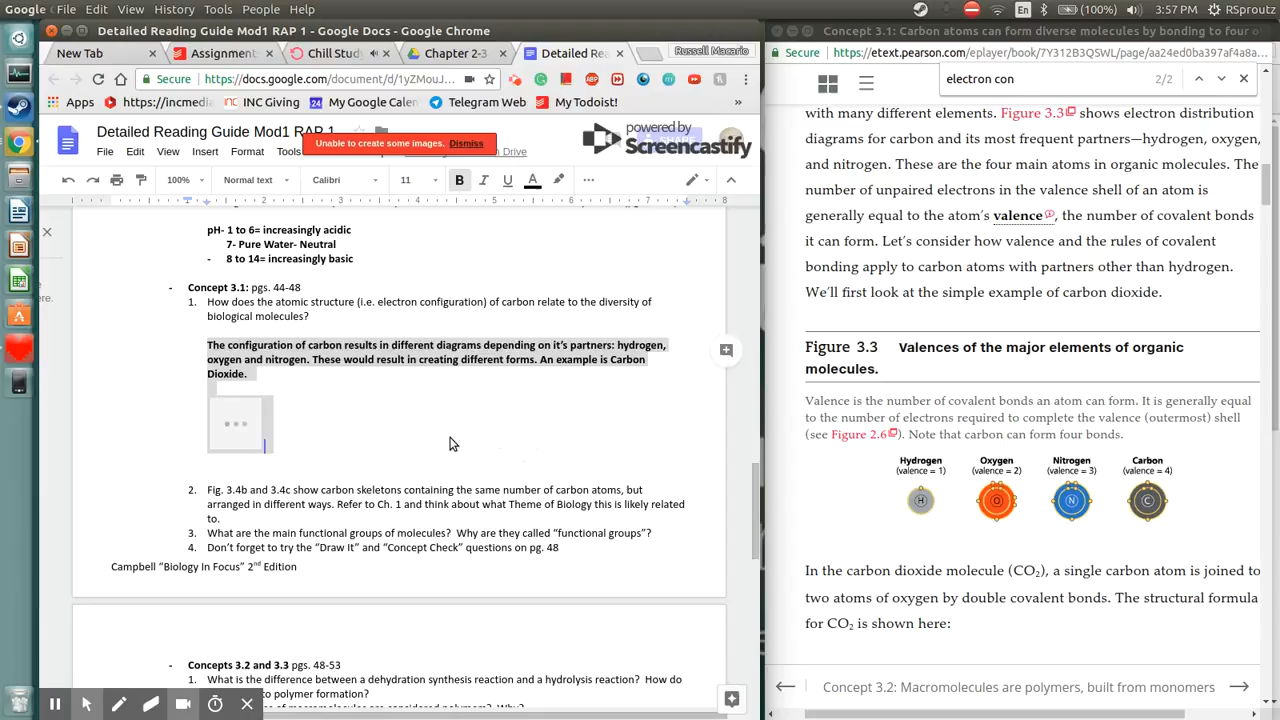 Google Chrome File Edit View History Tools People Help
En (100%) 3:57 PM RSproutz
Detailed Reading Guide Mod1 RAP 1 - Google Docs - Google Chrome
New Tab
Assignment
Chill Study
Chapter 2-3
Detailed Rea
Russell Macario
Secure https://docs.google.com/document/d/1yZMouJ...
Apps https://incmedia INC Giving My Google Calen Telegram Web My Todoist! »
Detailed Reading Guide Mod1 RAP 1
File Edit View Insert Format Tools
Unable to create some images. Dismiss
powered by
Screencastify
100% Normal text Calibri 11 B I U A
2 3 4 5 6 7 8
pH- 1 to 6= increasingly acidic
7- Pure Water- Neutral
- 8 to 14= increasingly basic
- Concept 3.1: pgs. 44-48
1. How does the atomic structure (i.e. electron configuration) of carbon relate to the diversity of
biological molecules?
The configuration of carbon results in different diagrams depending on it's partners: hydrogen,
oxygen and nitrogen. These would result in creating different forms. An example is Carbon
Dioxide.
2. Fig. 3.4b and 3.4c show carbon skeletons containing the same number of carbon atoms, but
arranged in different ways. Refer to Ch. 1 and think about what Theme of Biology this is likely related
to.
3. What are the main functional groups of molecules? Why are they called "functional groups"?
4. Don't forget to try the "Draw It" and "Concept Check" questions on pg. 48
Campbell "Biology In Focus" 2nd Edition
- Concepts 3.2 and 3.3 pgs. 48-53
1. What is the difference between a dehydration synthesis reaction and a hydrolysis reaction? How do
to polymer formation?
Concept 3.1: Carbon atoms can form diverse molecules by bonding to four
Secure https://etext.pearson.com/eplayer/book/7Y312B3QSWL/page/aa24ed0ba397af4a8a
electron con 2/2
with many different elements. Figure 3.3 shows electron distribution
diagrams for carbon and its most frequent partners—hydrogen, oxygen,
and nitrogen. These are the four main atoms in organic molecules. The
number of unpaired electrons in the valence shell of an atom is
generally equal to the atom's valence, the number of covalent bonds
it can form. Let's consider how valence and the rules of covalent
bonding apply to carbon atoms with partners other than hydrogen.
We'll first look at the simple example of carbon dioxide.
Figure 3.3 Valences of the major elements of organic
molecules.
Valence is the number of covalent bonds an atom can form. It is generally equal
to the number of electrons required to complete the valence (outermost) shell
(see Figure 2.6). Note that carbon can form four bonds.
Hydrogen Oxygen Nitrogen Carbon
(valence = 1) (valence = 2) (valence = 3) (valence = 4)
H O N C
In the carbon dioxide molecule (CO2), a single carbon atom is joined to
two atoms of oxygen by double covalent bonds. The structural formula
for CO2 is shown here:
Concept 3.2: Macromolecules are polymers, built from monomers